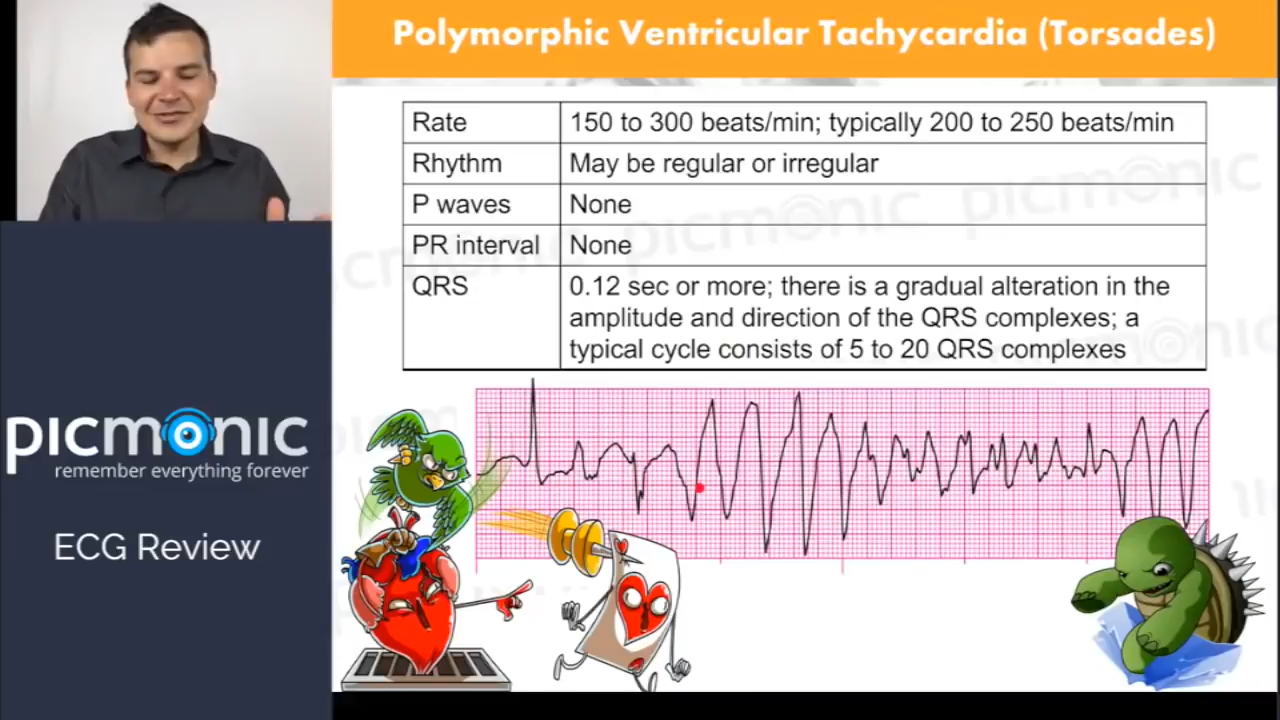 Polymorphic Ventricular Tachycardia (Torsades)
Rate 150 to 300 beats/min; typically 200 to 250 beats/min
Rhythm May be regular or irregular
P waves None
PR interval None
QRS 0.12 sec or more; there is a gradual alteration in the
amplitude and direction of the QRS complexes; a
typical cycle consists of 5 to 20 QRS complexes
picmonic
remember everything forever
ECG Review
picmonic
picmonic